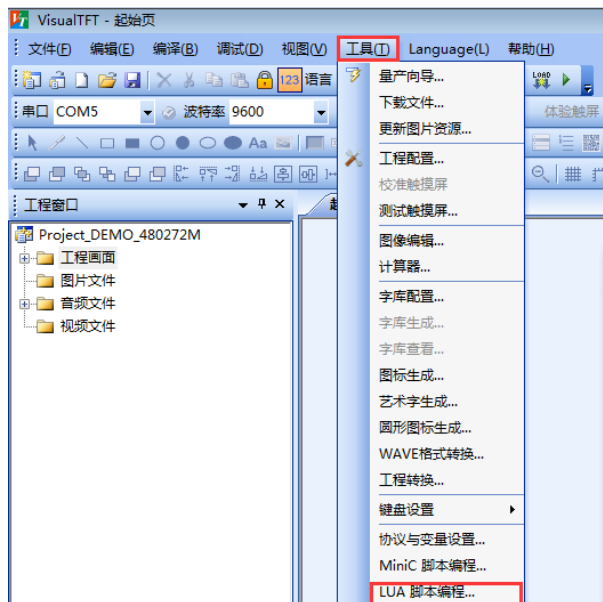 VisualTFT - 起始页
文件(F) 编辑(E) 编译(B) 调试(D) 视图(V) 工具(T) Language(L) 帮助(H)
123 语言 LOAD
串口 COM5 波特率 9600 体验触屏
Aa
工程窗口
Project_DEMO_480272M
工程画面
图片文件
音频文件
视频文件
量产向导...
下载文件...
更新图片资源...
工程配置...
校准触摸屏
测试触摸屏...
图像编辑...
计算器...
字库配置...
字库生成...
字库查看...
图标生成...
艺术字生成...
圆形图标生成...
WAVE格式转换...
工程转换...
键盘设置
协议与变量设置...
MiniC 脚本编程...
LUA 脚本编程...